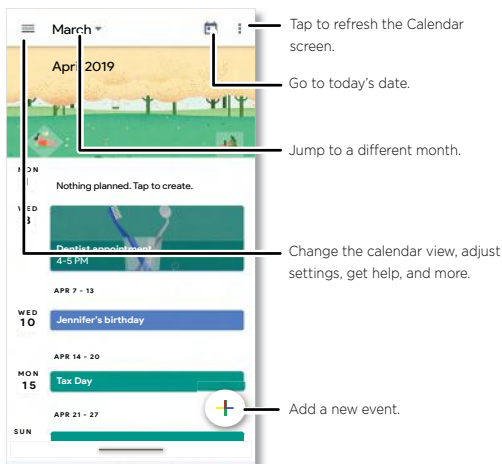 March
April 2019
MON
Nothing planned. Tap to create.
WED
3
Dentist appointment
4-5 PM
APR 7 - 13
WED
10
Jennifer's birthday
APR 14 - 20
MON
15
Tax Day
APR 21 - 27
SUN
Tap to refresh the Calendar
screen.
Go to today's date.
Jump to a different month.
Change the calendar view, adjust
settings, get help, and more.
Add a new event.